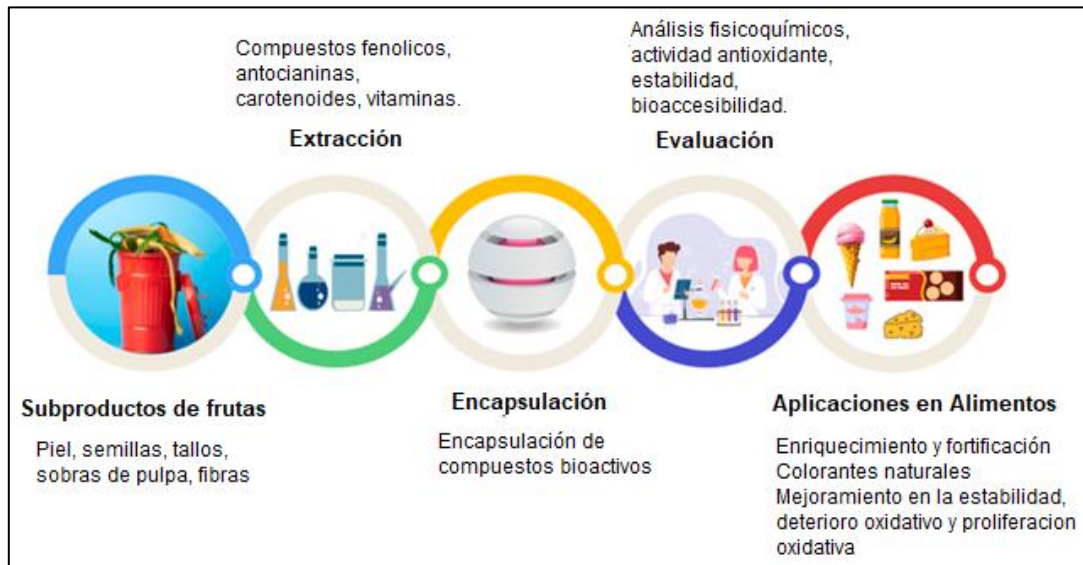 Compuestos fenolicos,
antocianinas,
carotenoides, vitaminas.
Extracción
Análisis fisicoquímicos,
actividad antioxidante,
estabilidad,
bioaccesibilidad.
Evaluación
Subproductos de frutas
Piel, semillas, tallos,
sobras de pulpa, fibras
Encapsulación
Encapsulación de
compuestos bioactivos
Aplicaciones en Alimentos
Enriquecimiento y fortificación
Colorantes naturales
Mejoramiento en la estabilidad,
deterioro oxidativo y proliferacion
oxidativa